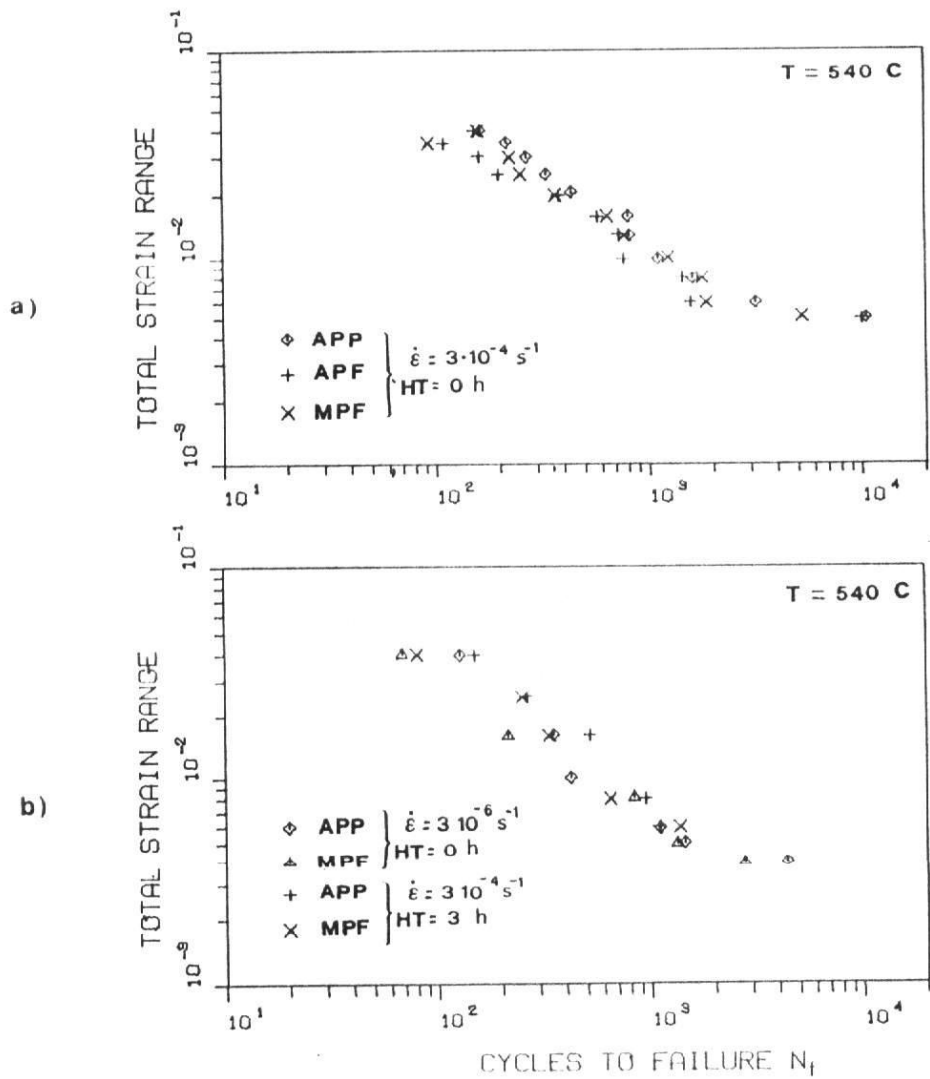 a)
TOTAL STRAIN RANGE
10⁻¹
10⁻²
10⁻³
T = 540 C
APP
APF
MPF
ε̇ = 3·10⁻⁴ s⁻¹
HT = 0 h
10¹
10²
10³
10⁴
b)
TOTAL STRAIN RANGE
10⁻¹
10⁻²
10⁻³
T = 540 C
APP
MPF
ε̇ = 3 10⁻⁶ s⁻¹
HT = 0 h
APP
MPF
ε̇ = 3 10⁻⁴ s⁻¹
HT = 3 h
10¹
10²
10³
10⁴
CYCLES TO FAILURE Nf